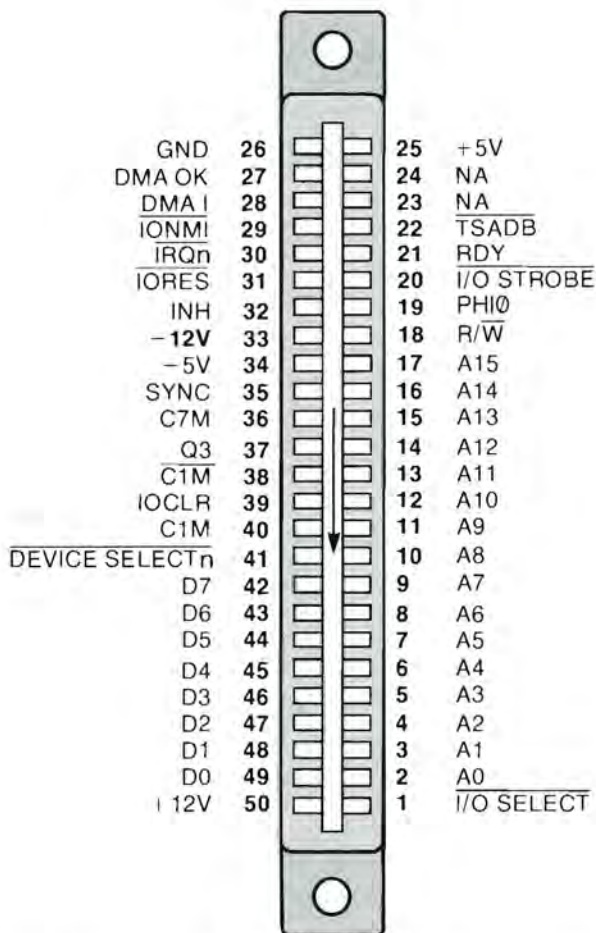 GND 26 25 +5V
DMA OK 27 24 NA
DMA I 28 23 NA
IONMI 29 22 TSADB
IRQn 30 21 RDY
IORES 31 20 I/O STROBE
INH 32 19 PHI0
−12V 33 18 R/W
−5V 34 17 A15
SYNC 35 16 A14
C7M 36 15 A13
Q3 37 14 A12
C1M 38 13 A11
IOCLR 39 12 A10
C1M 40 11 A9
DEVICE SELECTn 41 10 A8
D7 42 9 A7
D6 43 8 A6
D5 44 7 A5
D4 45 6 A4
D3 46 5 A3
D2 47 4 A2
D1 48 3 A1
D0 49 2 A0
+12V 50 1 I/O SELECT